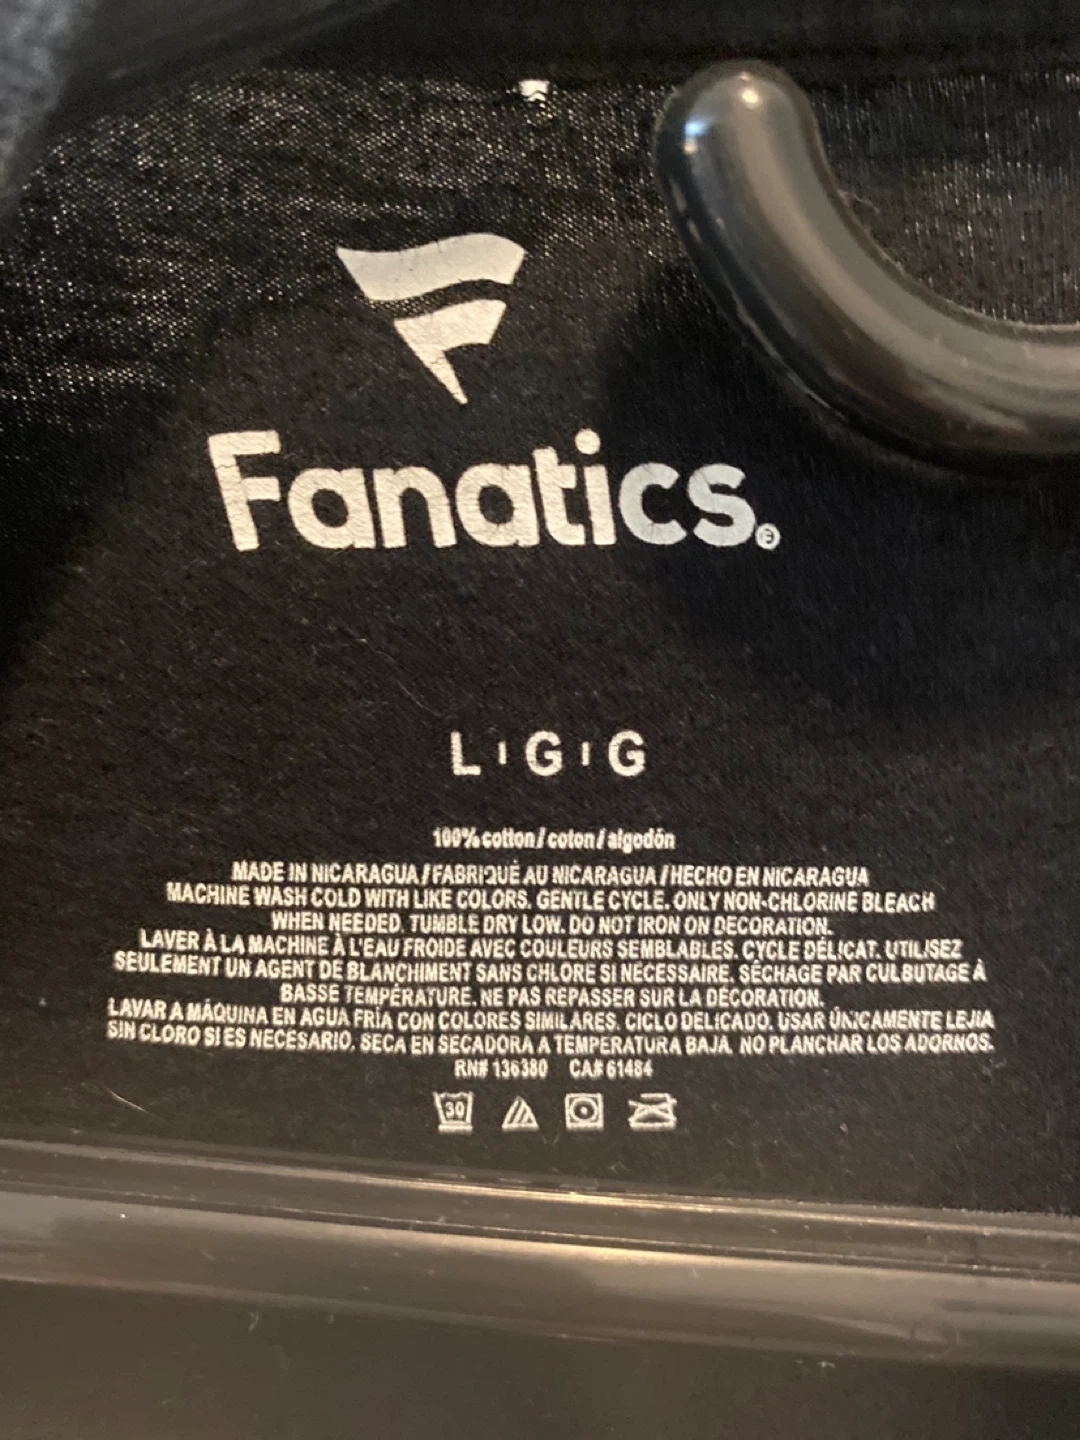 Fanatics®
L | G | G
100% cotton / coton / algodón
MADE IN NICARAGUA / FABRIQUÉ AU NICARAGUA / HECHO EN NICARAGUA
MACHINE WASH COLD WITH LIKE COLORS. GENTLE CYCLE. ONLY NON-CHLORINE BLEACH
WHEN NEEDED. TUMBLE DRY LOW. DO NOT IRON ON DECORATION.
LAVER À LA MACHINE À L'EAU FROIDE AVEC COULEURS SEMBLABLES. CYCLE DÉLICAT. UTILISEZ
SEULEMENT UN AGENT DE BLANCHIMENT SANS CHLORE SI NÉCESSAIRE. SÉCHAGE PAR CULBUTAGE À
BASSE TEMPÉRATURE. NE PAS REPASSER SUR LA DÉCORATION.
LAVAR A MÁQUINA EN AGUA FRÍA CON COLORES SIMILARES. CICLO DELICADO. USAR ÚNICAMENTE LEJIA
SIN CLORO SI ES NECESARIO. SECA EN SECADORA A TEMPERATURA BAJA. NO PLANCHAR LOS ADORNOS.
RN# 136380 CA# 61484
30